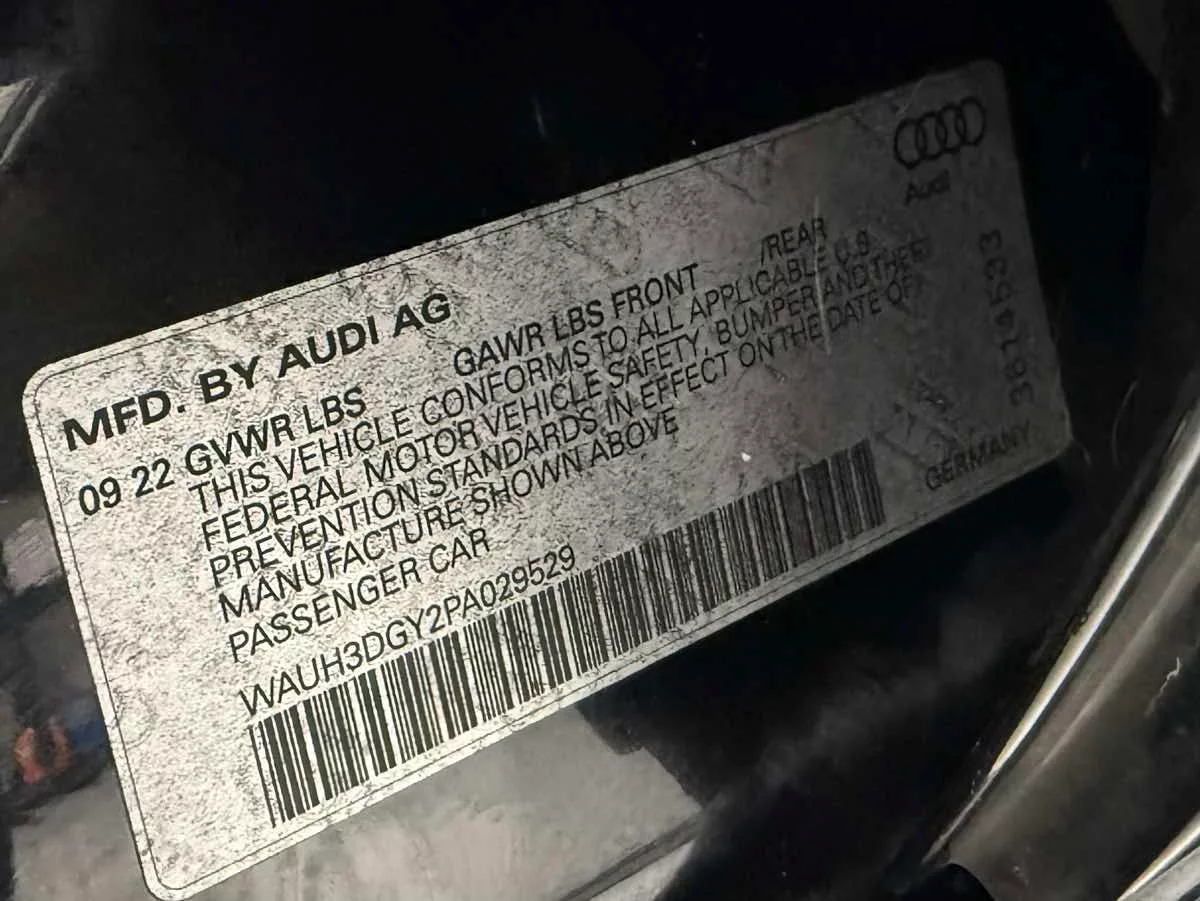 Audi
MFD. BY AUDI AG
09 22 GVWR LBS GAWR LBS FRONT /REAR
THIS VEHICLE CONFORMS TO ALL APPLICABLE U.S.
FEDERAL MOTOR VEHICLE SAFETY, BUMPER AND THEFT
PREVENTION STANDARDS IN EFFECT ON THE DATE OF
MANUFACTURE SHOWN ABOVE
PASSENGER CAR
WAUH3DGY2PA029529
GERMANY